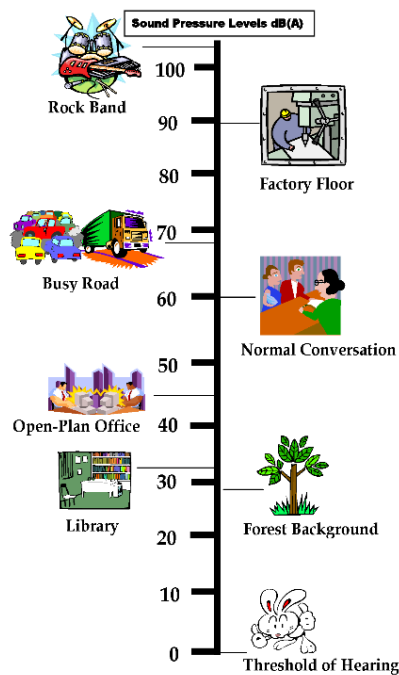 Sound Pressure Levels dB(A)
100
Rock Band
90
80
Factory Floor
70
Busy Road
60
Normal Conversation
50
Open-Plan Office
40
30
Library
Forest Background
20
10
0
Threshold of Hearing